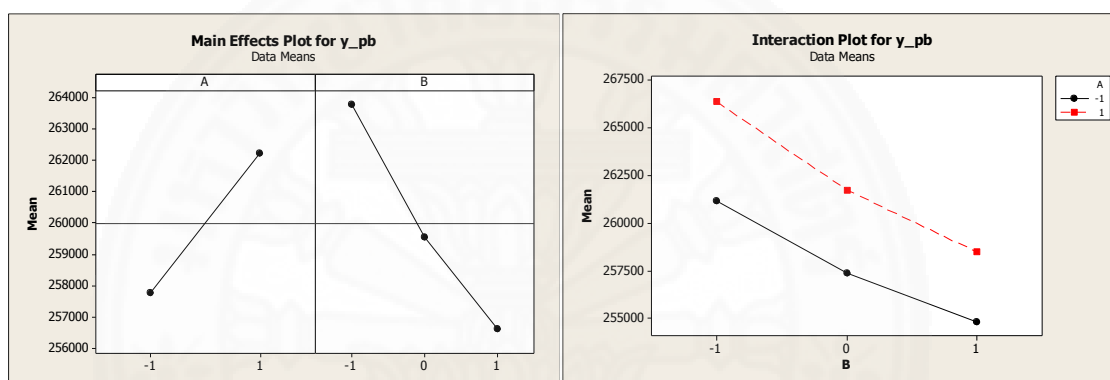 Main Effects Plot for y_pb
Data Means
A B
Mean
264000
263000
262000
261000
260000
259000
258000
257000
256000
-1 1 -1 0 1
Interaction Plot for y_pb
Data Means
Mean
267500
265000
262500
260000
257500
255000
-1 0 1
B
A
-1
1